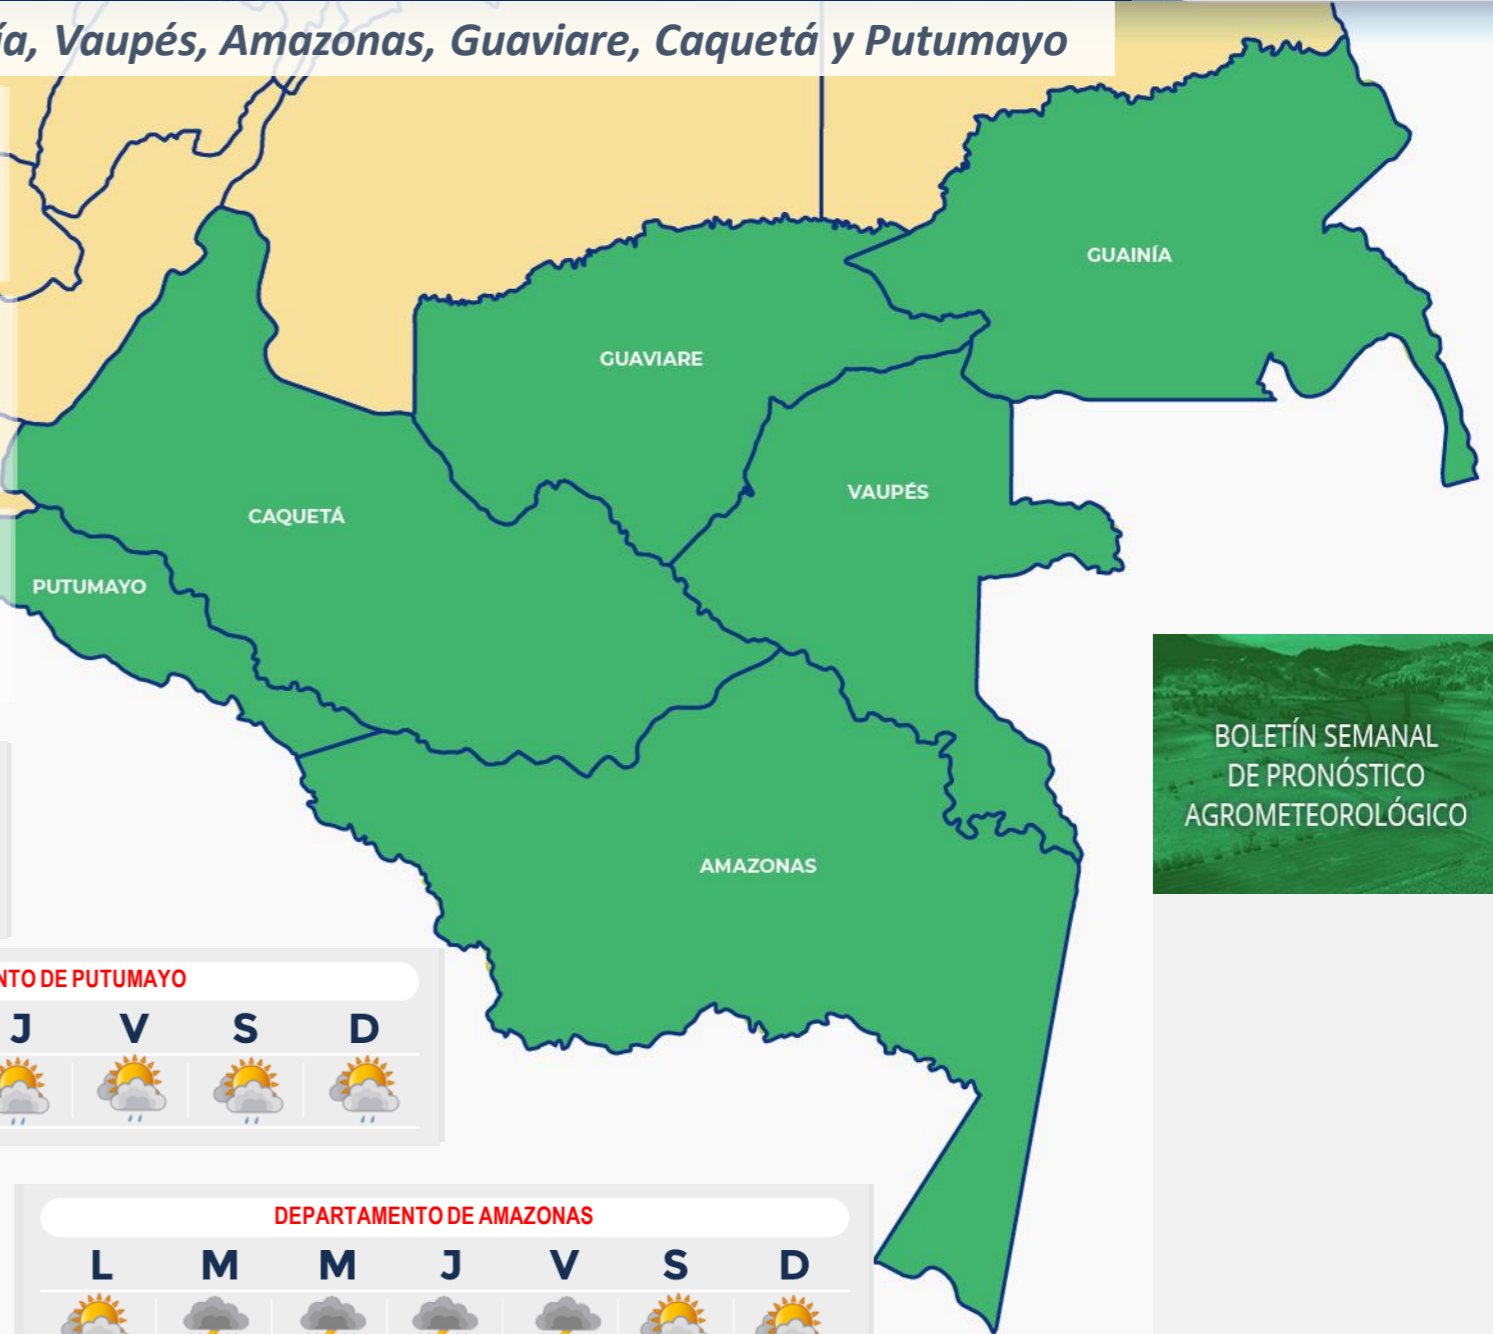 ía, Vaupés, Amazonas, Guaviare, Caquetá y Putumayo
GUAINÍA
GUAVIARE
VAUPÉS
CAQUETÁ
PUTUMAYO
BOLETÍN SEMANAL
DE PRONÓSTICO
AGROMETEOROLÓGICO
AMAZONAS
NTO DE PUTUMAYO
J V S D
DEPARTAMENTO DE AMAZONAS
L M M J V S D